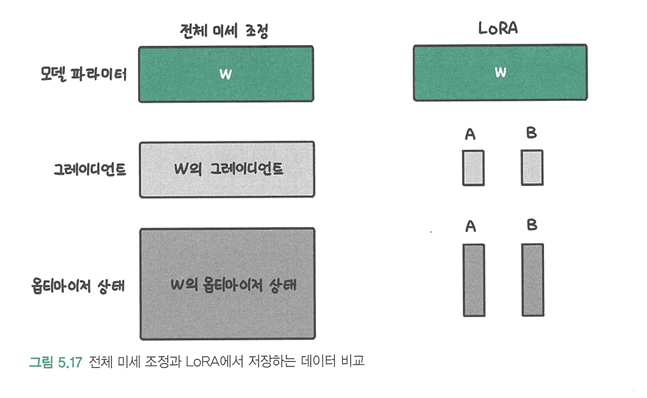 전체 미세 조정
LoRA
모델 파라미터
W
W
그레이디언트
W의 그레이디언트
A
B
옵티마이저 상태
W의 옵티마이저 상태
A
B
그림 5.17 전체 미세 조정과 LoRA에서 저장하는 데이터 비교